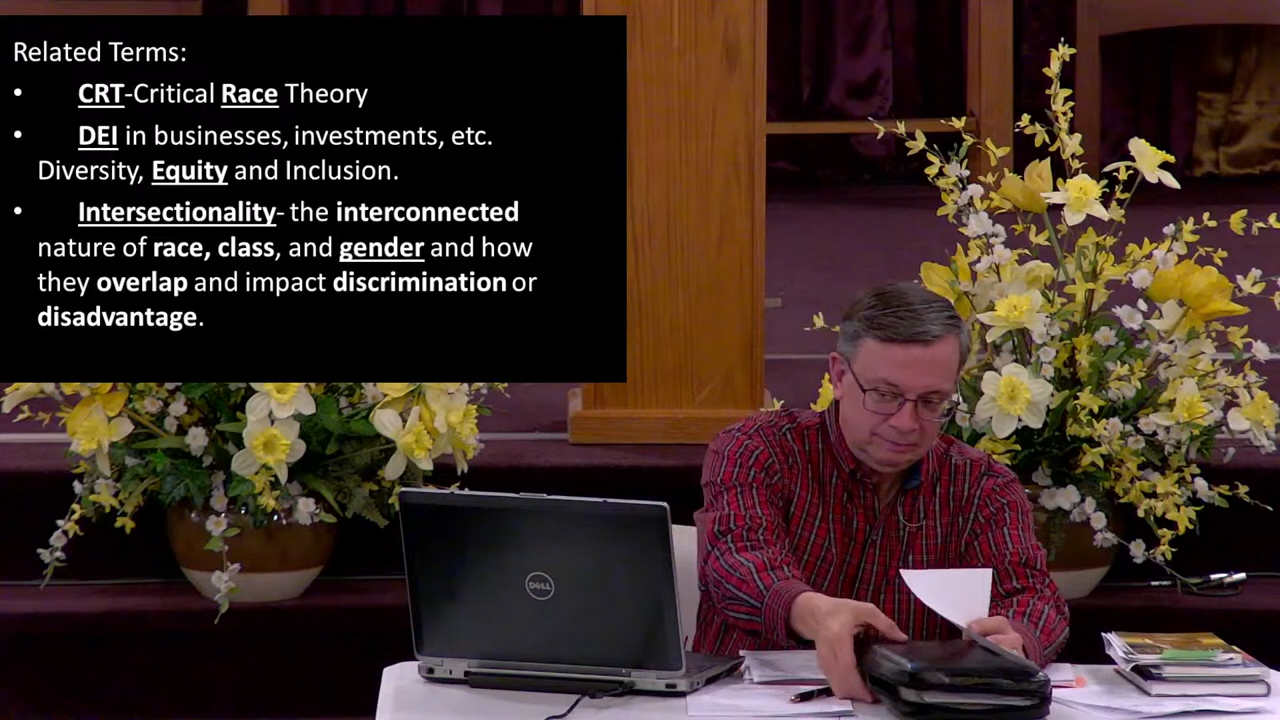 Related Terms:
• CRT-Critical Race Theory
• DEI in businesses, investments, etc.
Diversity, Equity and Inclusion.
• Intersectionality- the interconnected
nature of race, class, and gender and how
they overlap and impact discrimination or
disadvantage.
DELL